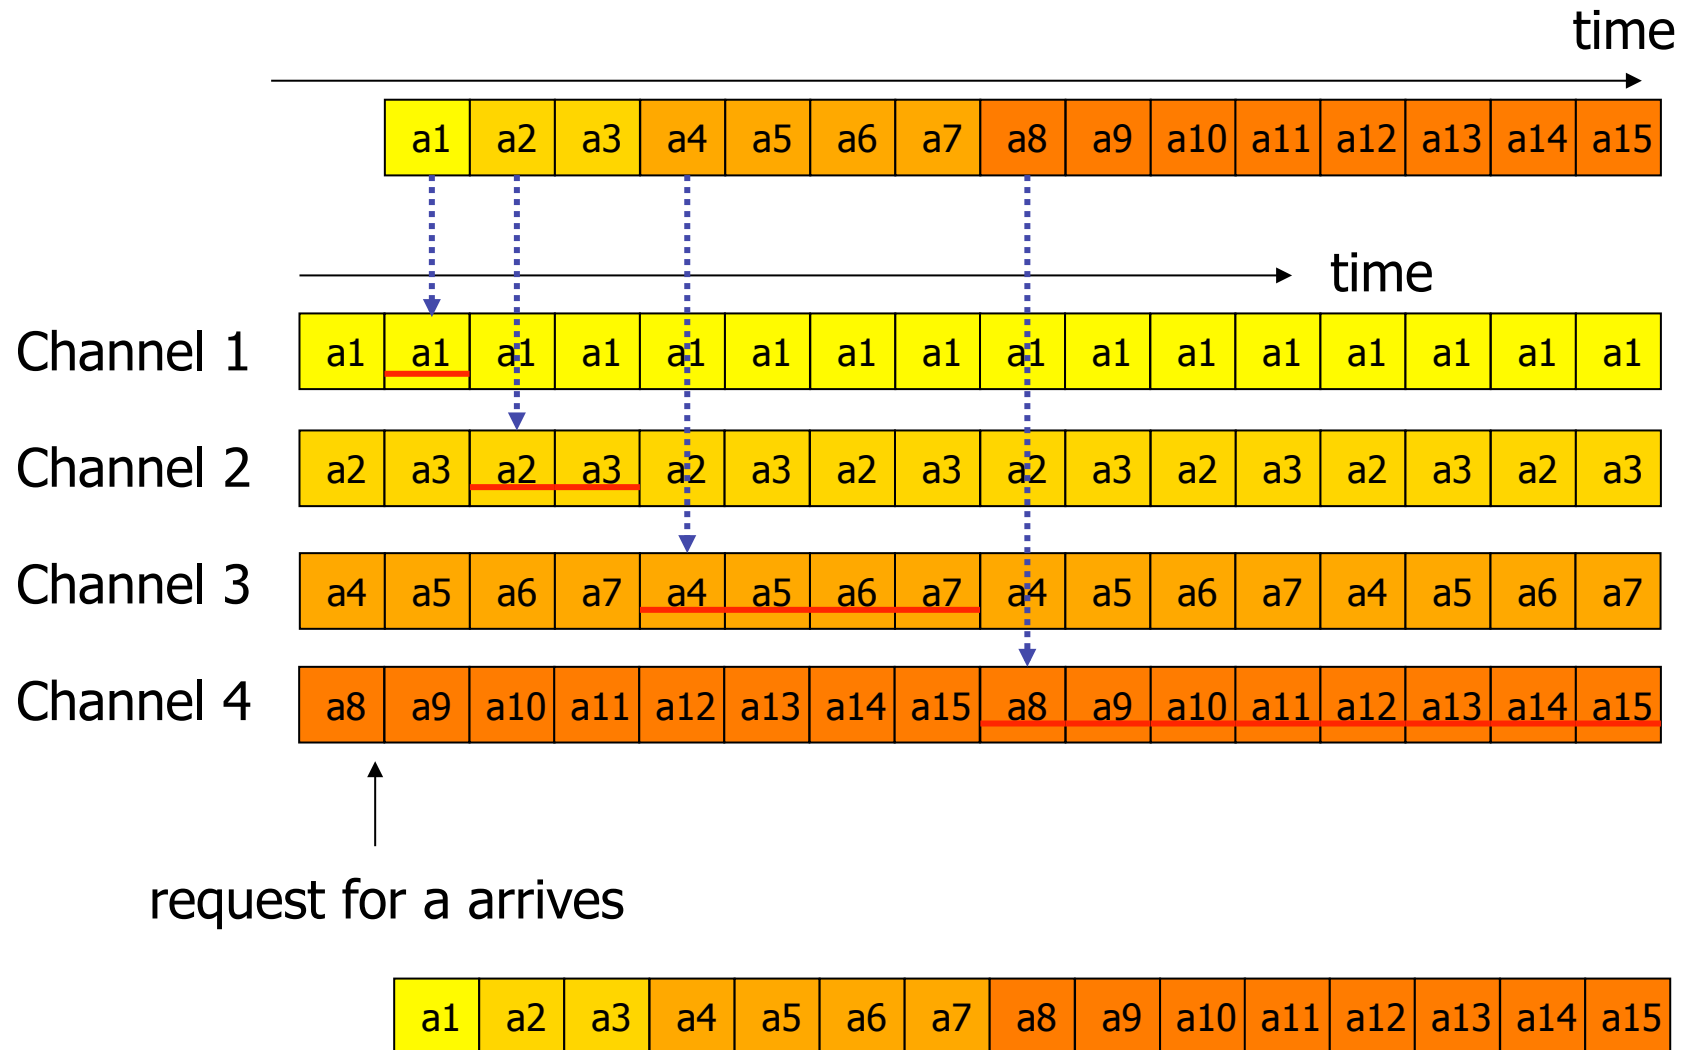 time
a1 a2 a3 a4 a5 a6 a7 a8 a9 a10 a11 a12 a13 a14 a15
time
Channel 1 a1 a1 a1 a1 a1 a1 a1 a1 a1 a1 a1 a1 a1 a1 a1 a1
Channel 2 a2 a3 a2 a3 a2 a3 a2 a3 a2 a3 a2 a3 a2 a3 a2 a3
Channel 3 a4 a5 a6 a7 a4 a5 a6 a7 a4 a5 a6 a7 a4 a5 a6 a7
Channel 4 a8 a9 a10 a11 a12 a13 a14 a15 a8 a9 a10 a11 a12 a13 a14 a15
request for a arrives
a1 a2 a3 a4 a5 a6 a7 a8 a9 a10 a11 a12 a13 a14 a15